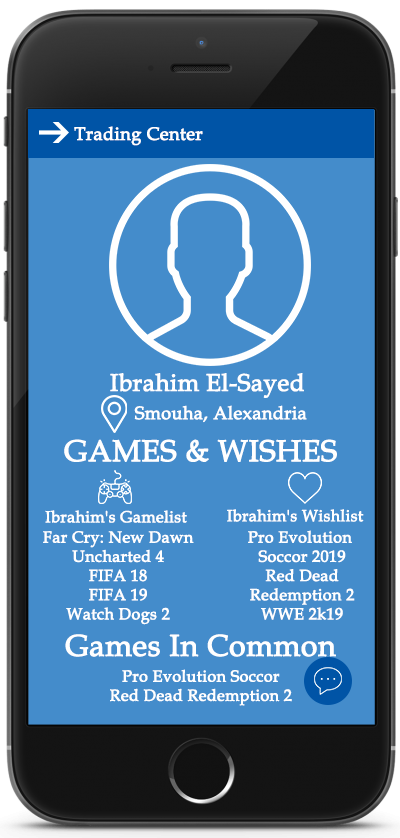 Trading Center
Ibrahim El-Sayed
Smouha, Alexandria
GAMES & WISHES
Ibrahim's Gamelist
Far Cry: New Dawn
Uncharted 4
FIFA 18
FIFA 19
Watch Dogs 2
Ibrahim's Wishlist
Pro Evolution
Soccor 2019
Red Dead
Redemption 2
WWE 2k19
Games In Common
Pro Evolution Soccor
Red Dead Redemption 2